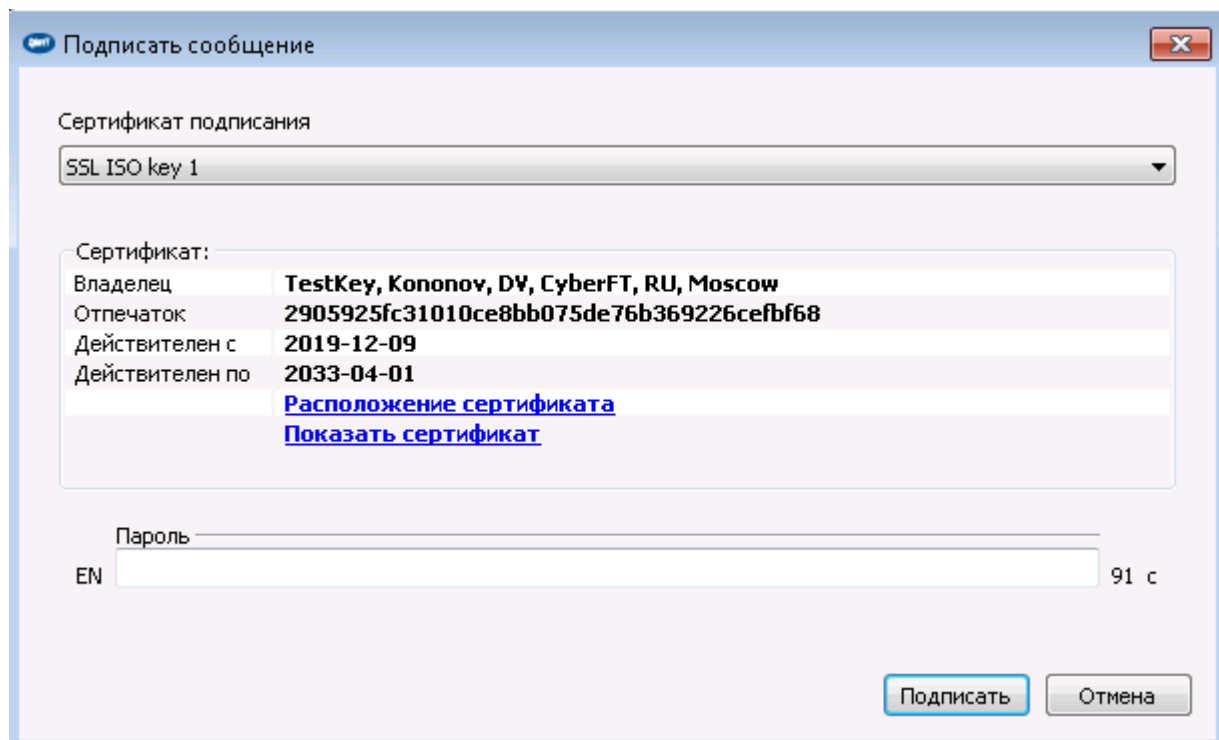 Подписать сообщение
Сертификат подписания
SSL ISO key 1
Сертификат:
Владелец TestKey, Kononov, DV, CyberFT, RU, Moscow
Отпечаток 2905925fc31010ce8bb075de76b369226cefbf68
Действителен с 2019-12-09
Действителен по 2033-04-01
Расположение сертификата
Показать сертификат
Пароль
EN 91 с
Подписать Отмена